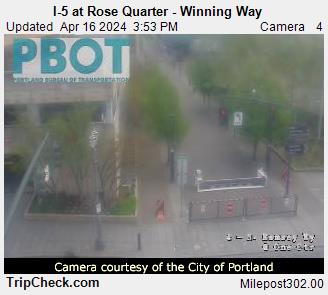 I-5 at Rose Quarter - Winning Way
Updated Apr 16 2024 3:53 PM Camera 4
PBOT
PORTLAND BUREAU OF TRANSPORTATION
Camera courtesy of the City of Portland
TripCheck.com Milepost302.00